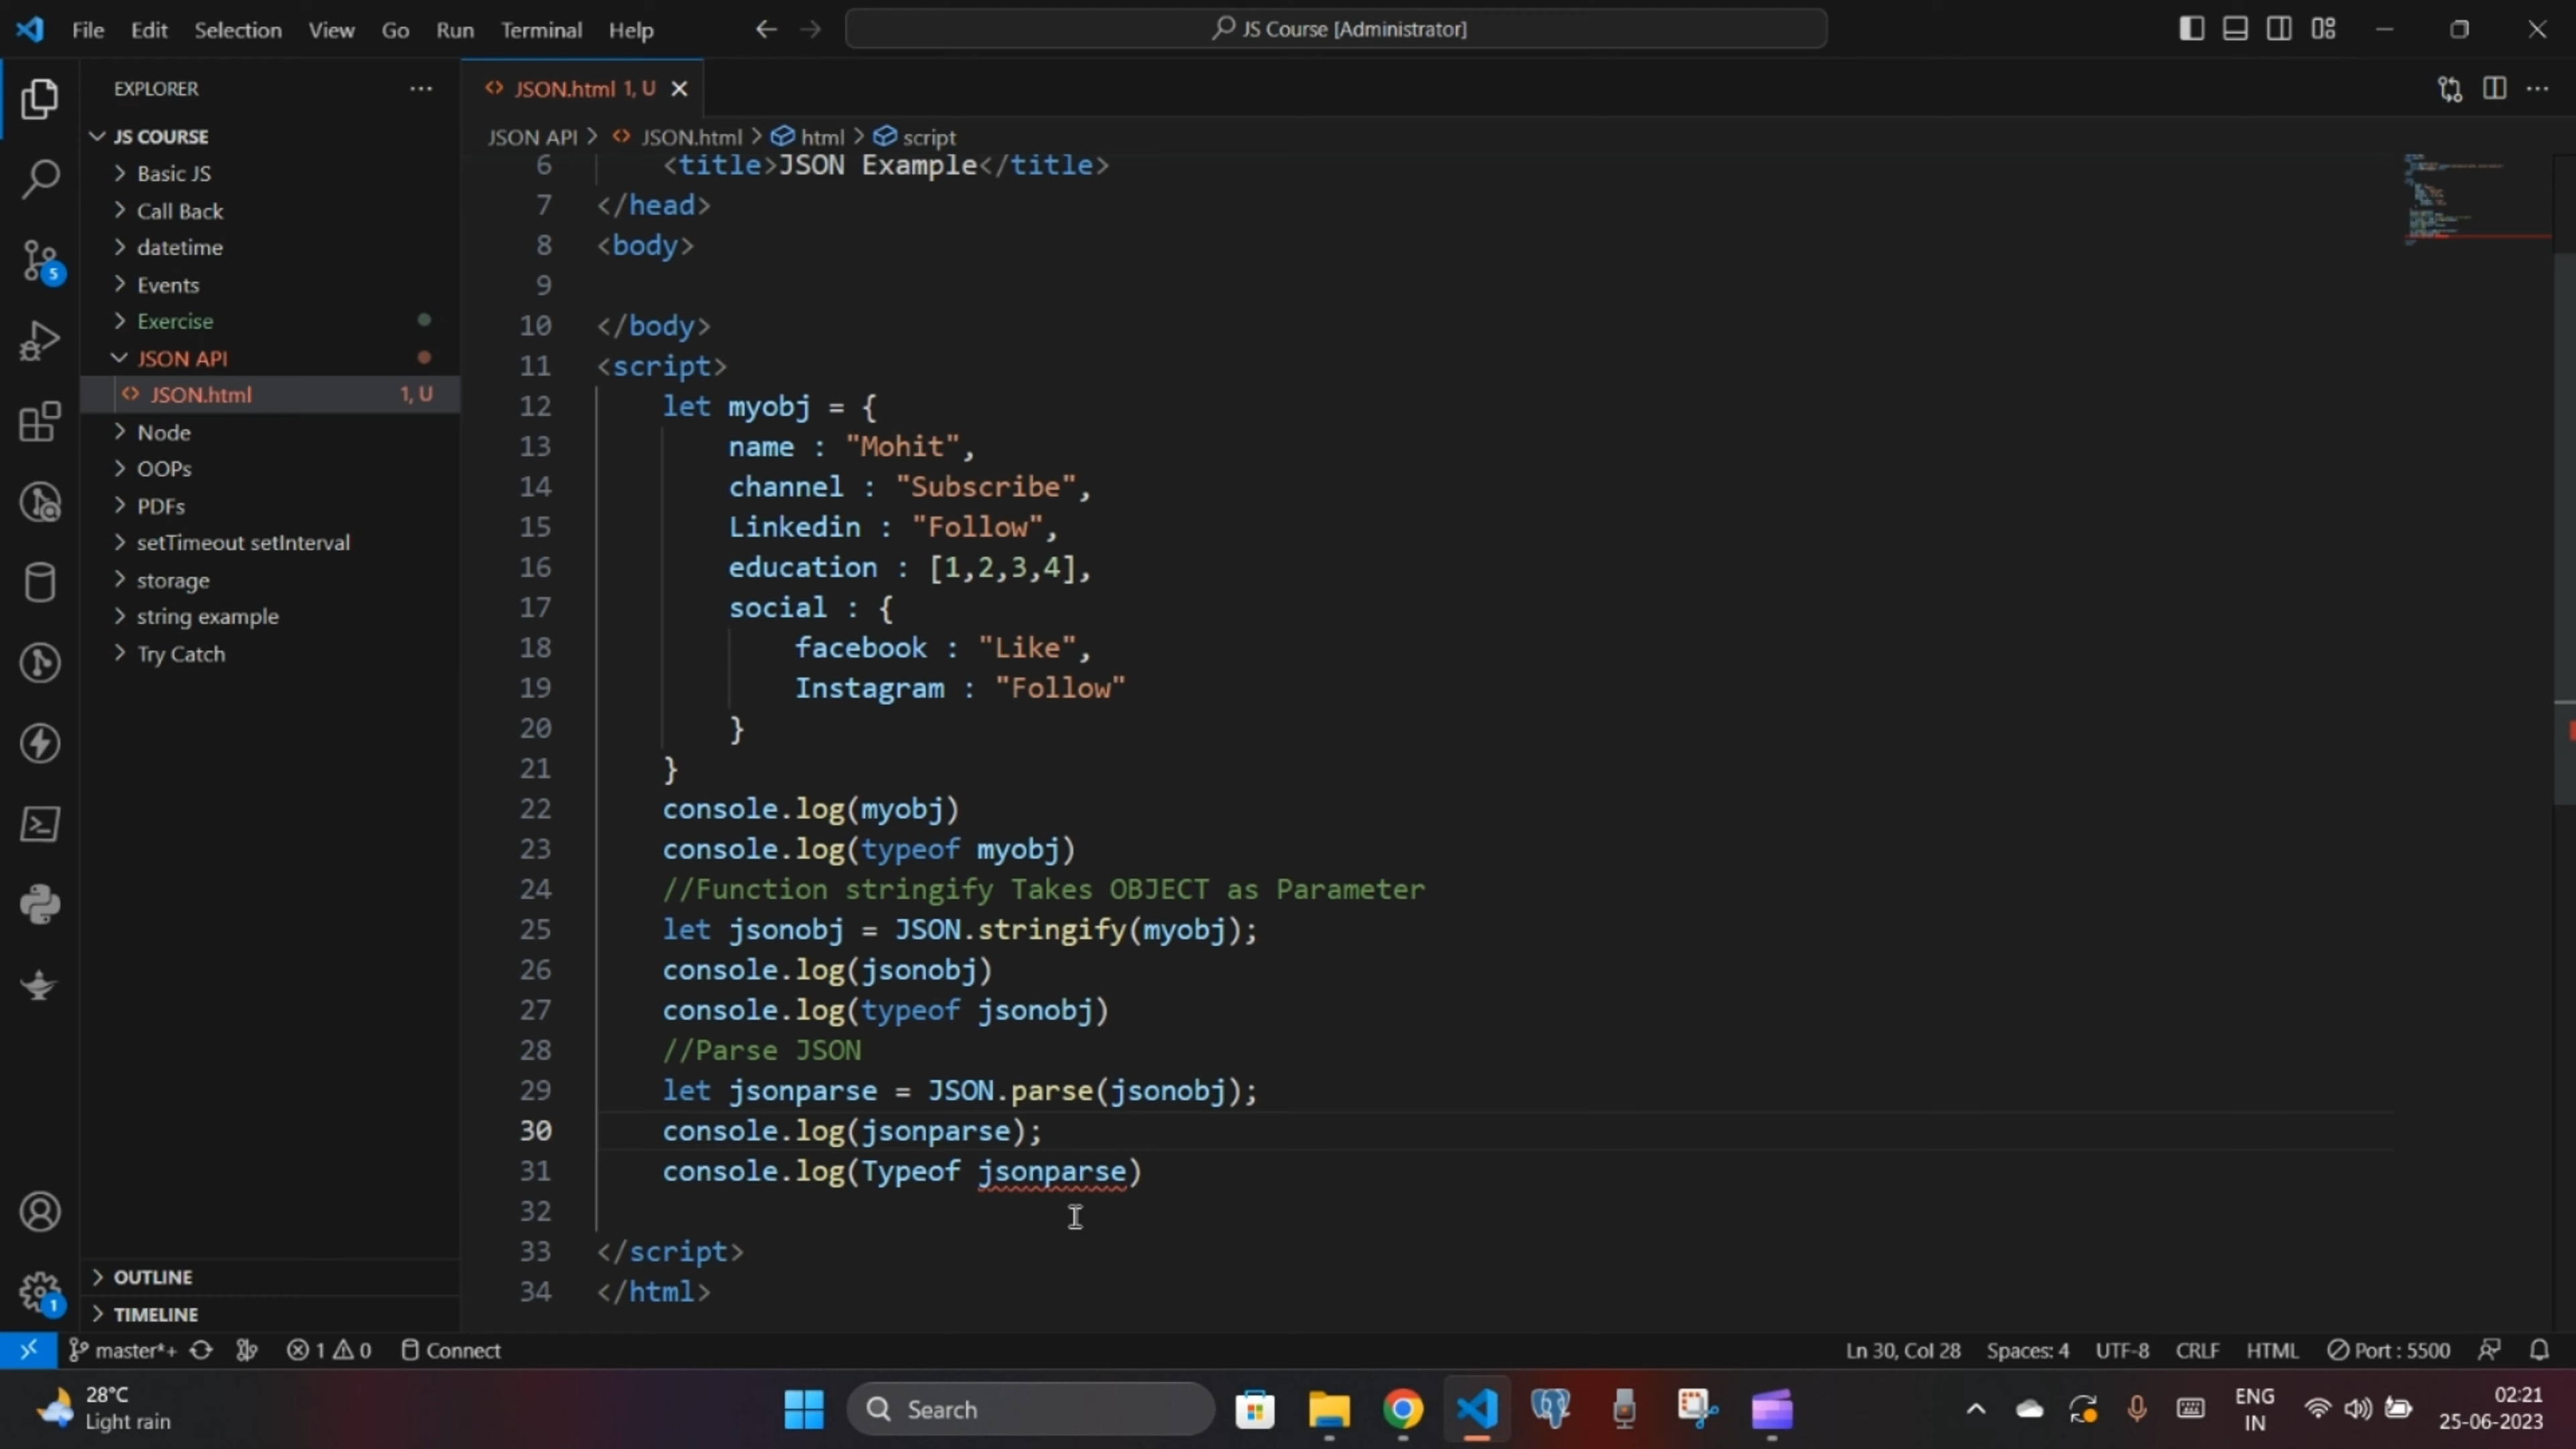 File Edit Selection View Go Run Terminal Help
JS Course [Administrator]
EXPLORER
JS COURSE
Basic JS
Call Back
datetime
Events
Exercise
JSON API
JSON.html 1, U
Node
OOPs
PDFs
setTimeout setInterval
storage
string example
Try Catch
OUTLINE
TIMELINE
JSON.html 1, U
JSON API > JSON.html > html > script
6 <title>JSON Example</title>
7 </head>
8 <body>
9
10 </body>
11 <script>
12 let myobj = {
13 name : "Mohit",
14 channel : "Subscribe",
15 Linkedin : "Follow",
16 education : [1,2,3,4],
17 social : {
18 facebook : "Like",
19 Instagram : "Follow"
20 }
21 }
22 console.log(myobj)
23 console.log(typeof myobj)
24 //Function stringify Takes OBJECT as Parameter
25 let jsonobj = JSON.stringify(myobj);
26 console.log(jsonobj)
27 console.log(typeof jsonobj)
28 //Parse JSON
29 let jsonparse = JSON.parse(jsonobj);
30 console.log(jsonparse);
31 console.log(Typeof jsonparse)
32
33 </script>
34 </html>
5
1
master*+ 1 0 Connect
Ln 30, Col 28 Spaces: 4 UTF-8 CRLF HTML Port : 5500
28°C
Light rain
Search
ENG
IN
02:21
25-06-2023